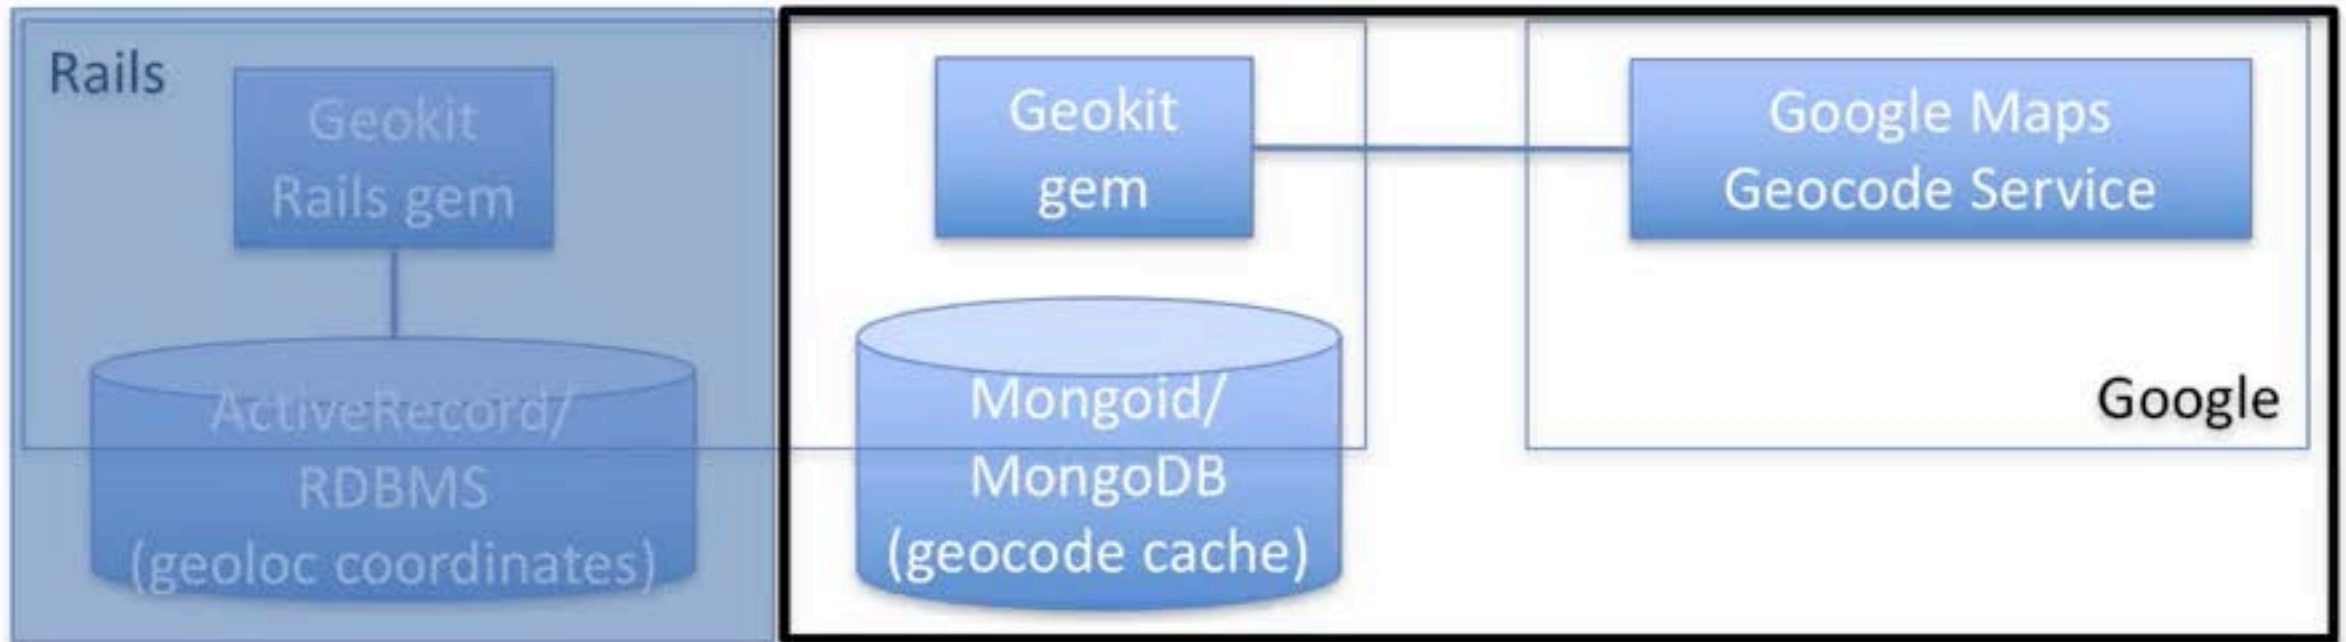 Rails
Geokit
Rails gem
ActiveRecord/
RDBMS
(geoloc coordinates)
Geokit
gem
Mongoid/
MongoDB
(geocode cache)
Google Maps
Geocode Service
Google